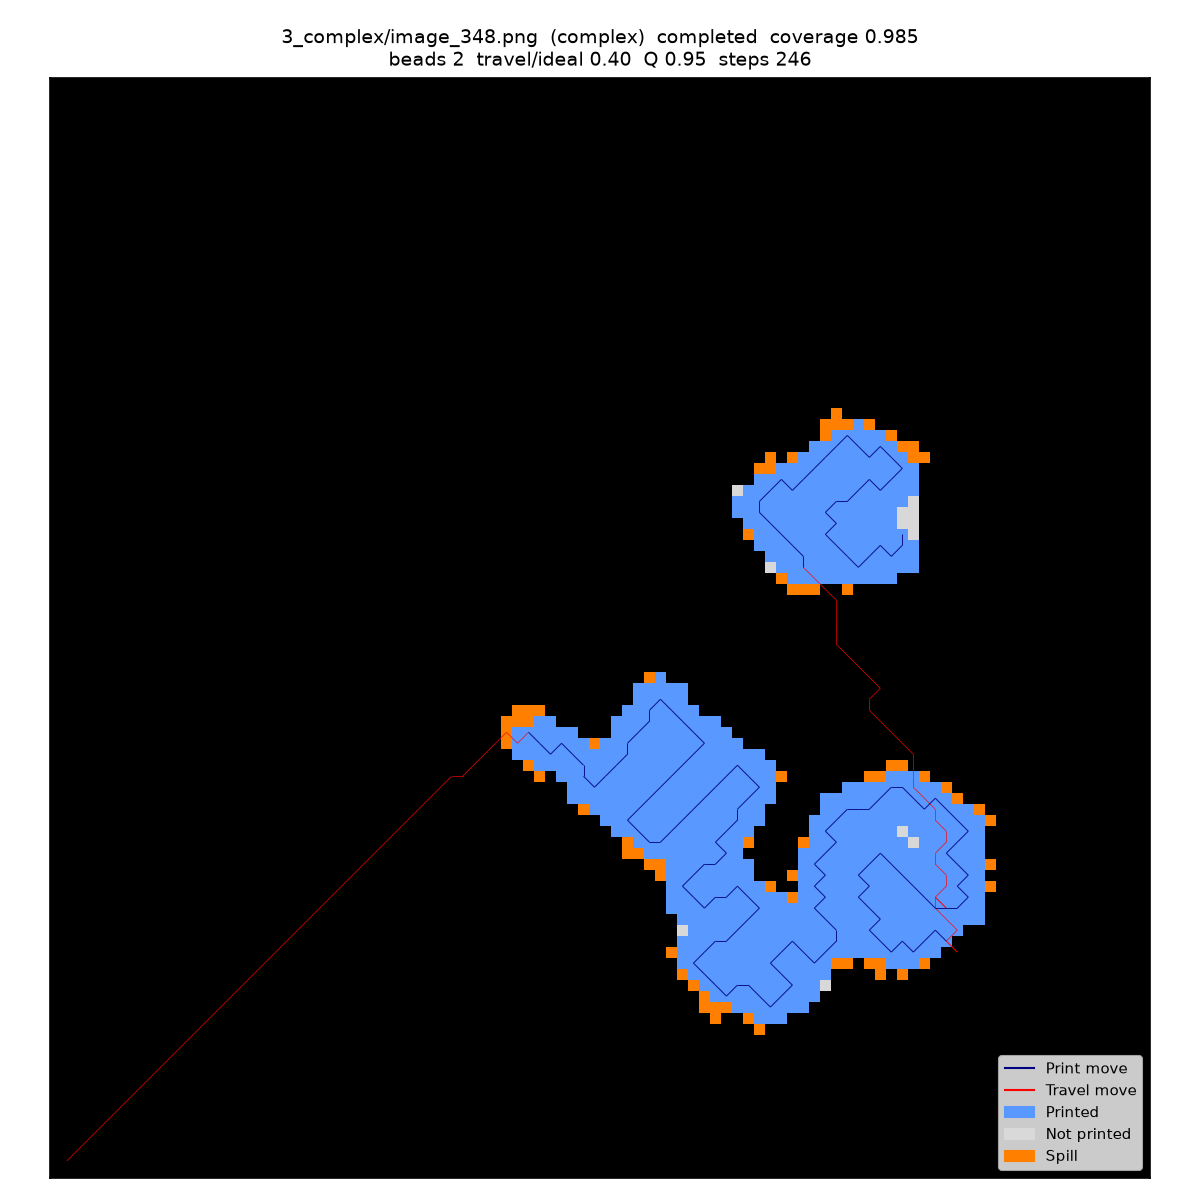 3_complex/image_348.png  (complex)  completed  coverage 0.985
beads 2  travel/ideal 0.40  Q 0.95  steps 246
Print move
Travel move
Printed
Not printed
Spill